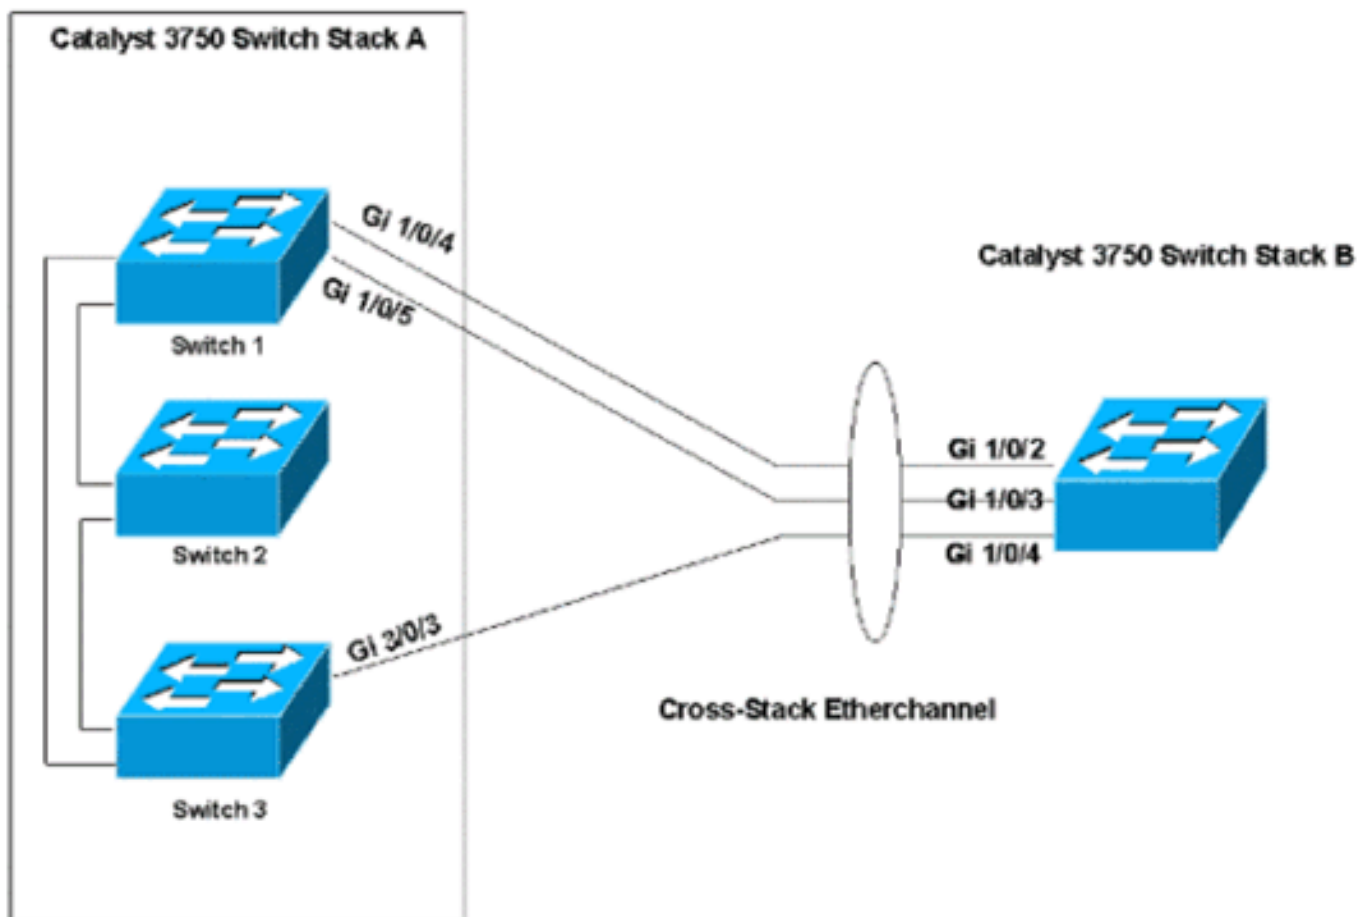 Catalyst 3750 Switch Stack A
Gi 1/0/4
Gi 1/0/5
Switch 1
Switch 2
Gi 3/0/3
Switch 3
Catalyst 3750 Switch Stack B
Gi 1/0/2
Gi 1/0/3
Gi 1/0/4
Cross-Stack Etherchannel